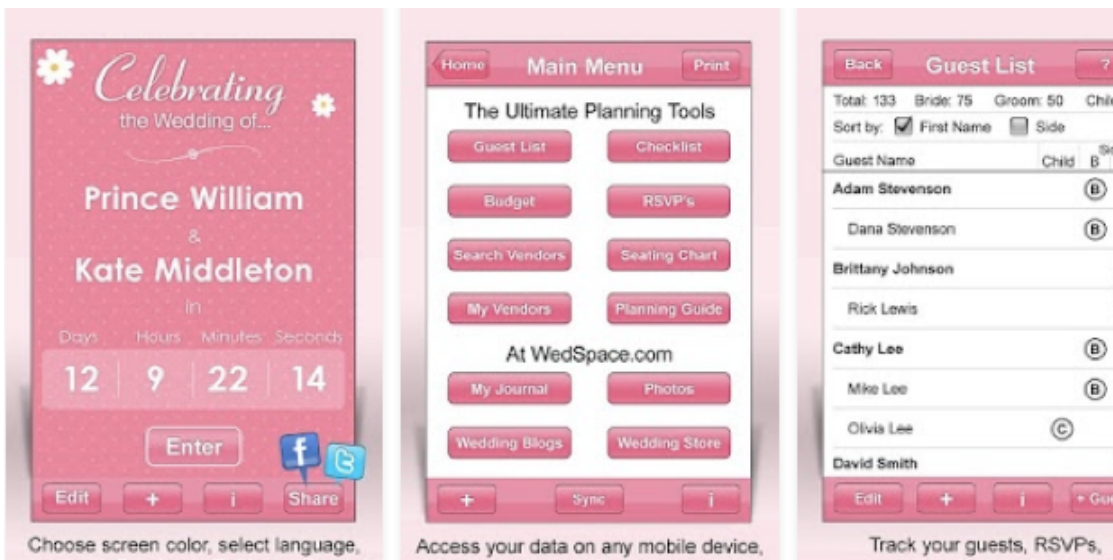 Celebrating
the Wedding of...
Prince William
&
Kate Middleton
in
Days Hours Minutes Seconds
12 9 22 14
Enter
Edit + i Share
Choose screen color, select language,
Home Main Menu Print
The Ultimate Planning Tools
Guest List Checklist
Budget RSVP's
Search Vendors Seating Chart
My Vendors Planning Guide
At WedSpace.com
My Journal Photos
Wedding Blogs Wedding Store
+ Sync i
Access your data on any mobile device,
Back Guest List ?
Total: 133 Bride: 75 Groom: 50
Sort by: First Name Side
Guest Name Child B
Adam Stevenson B
Dana Stevenson B
Brittany Johnson
Rick Lewis
Cathy Lee B
Mike Lee B
Olivia Lee C
David Smith
Edit + i
Track your guests, RSVPs,